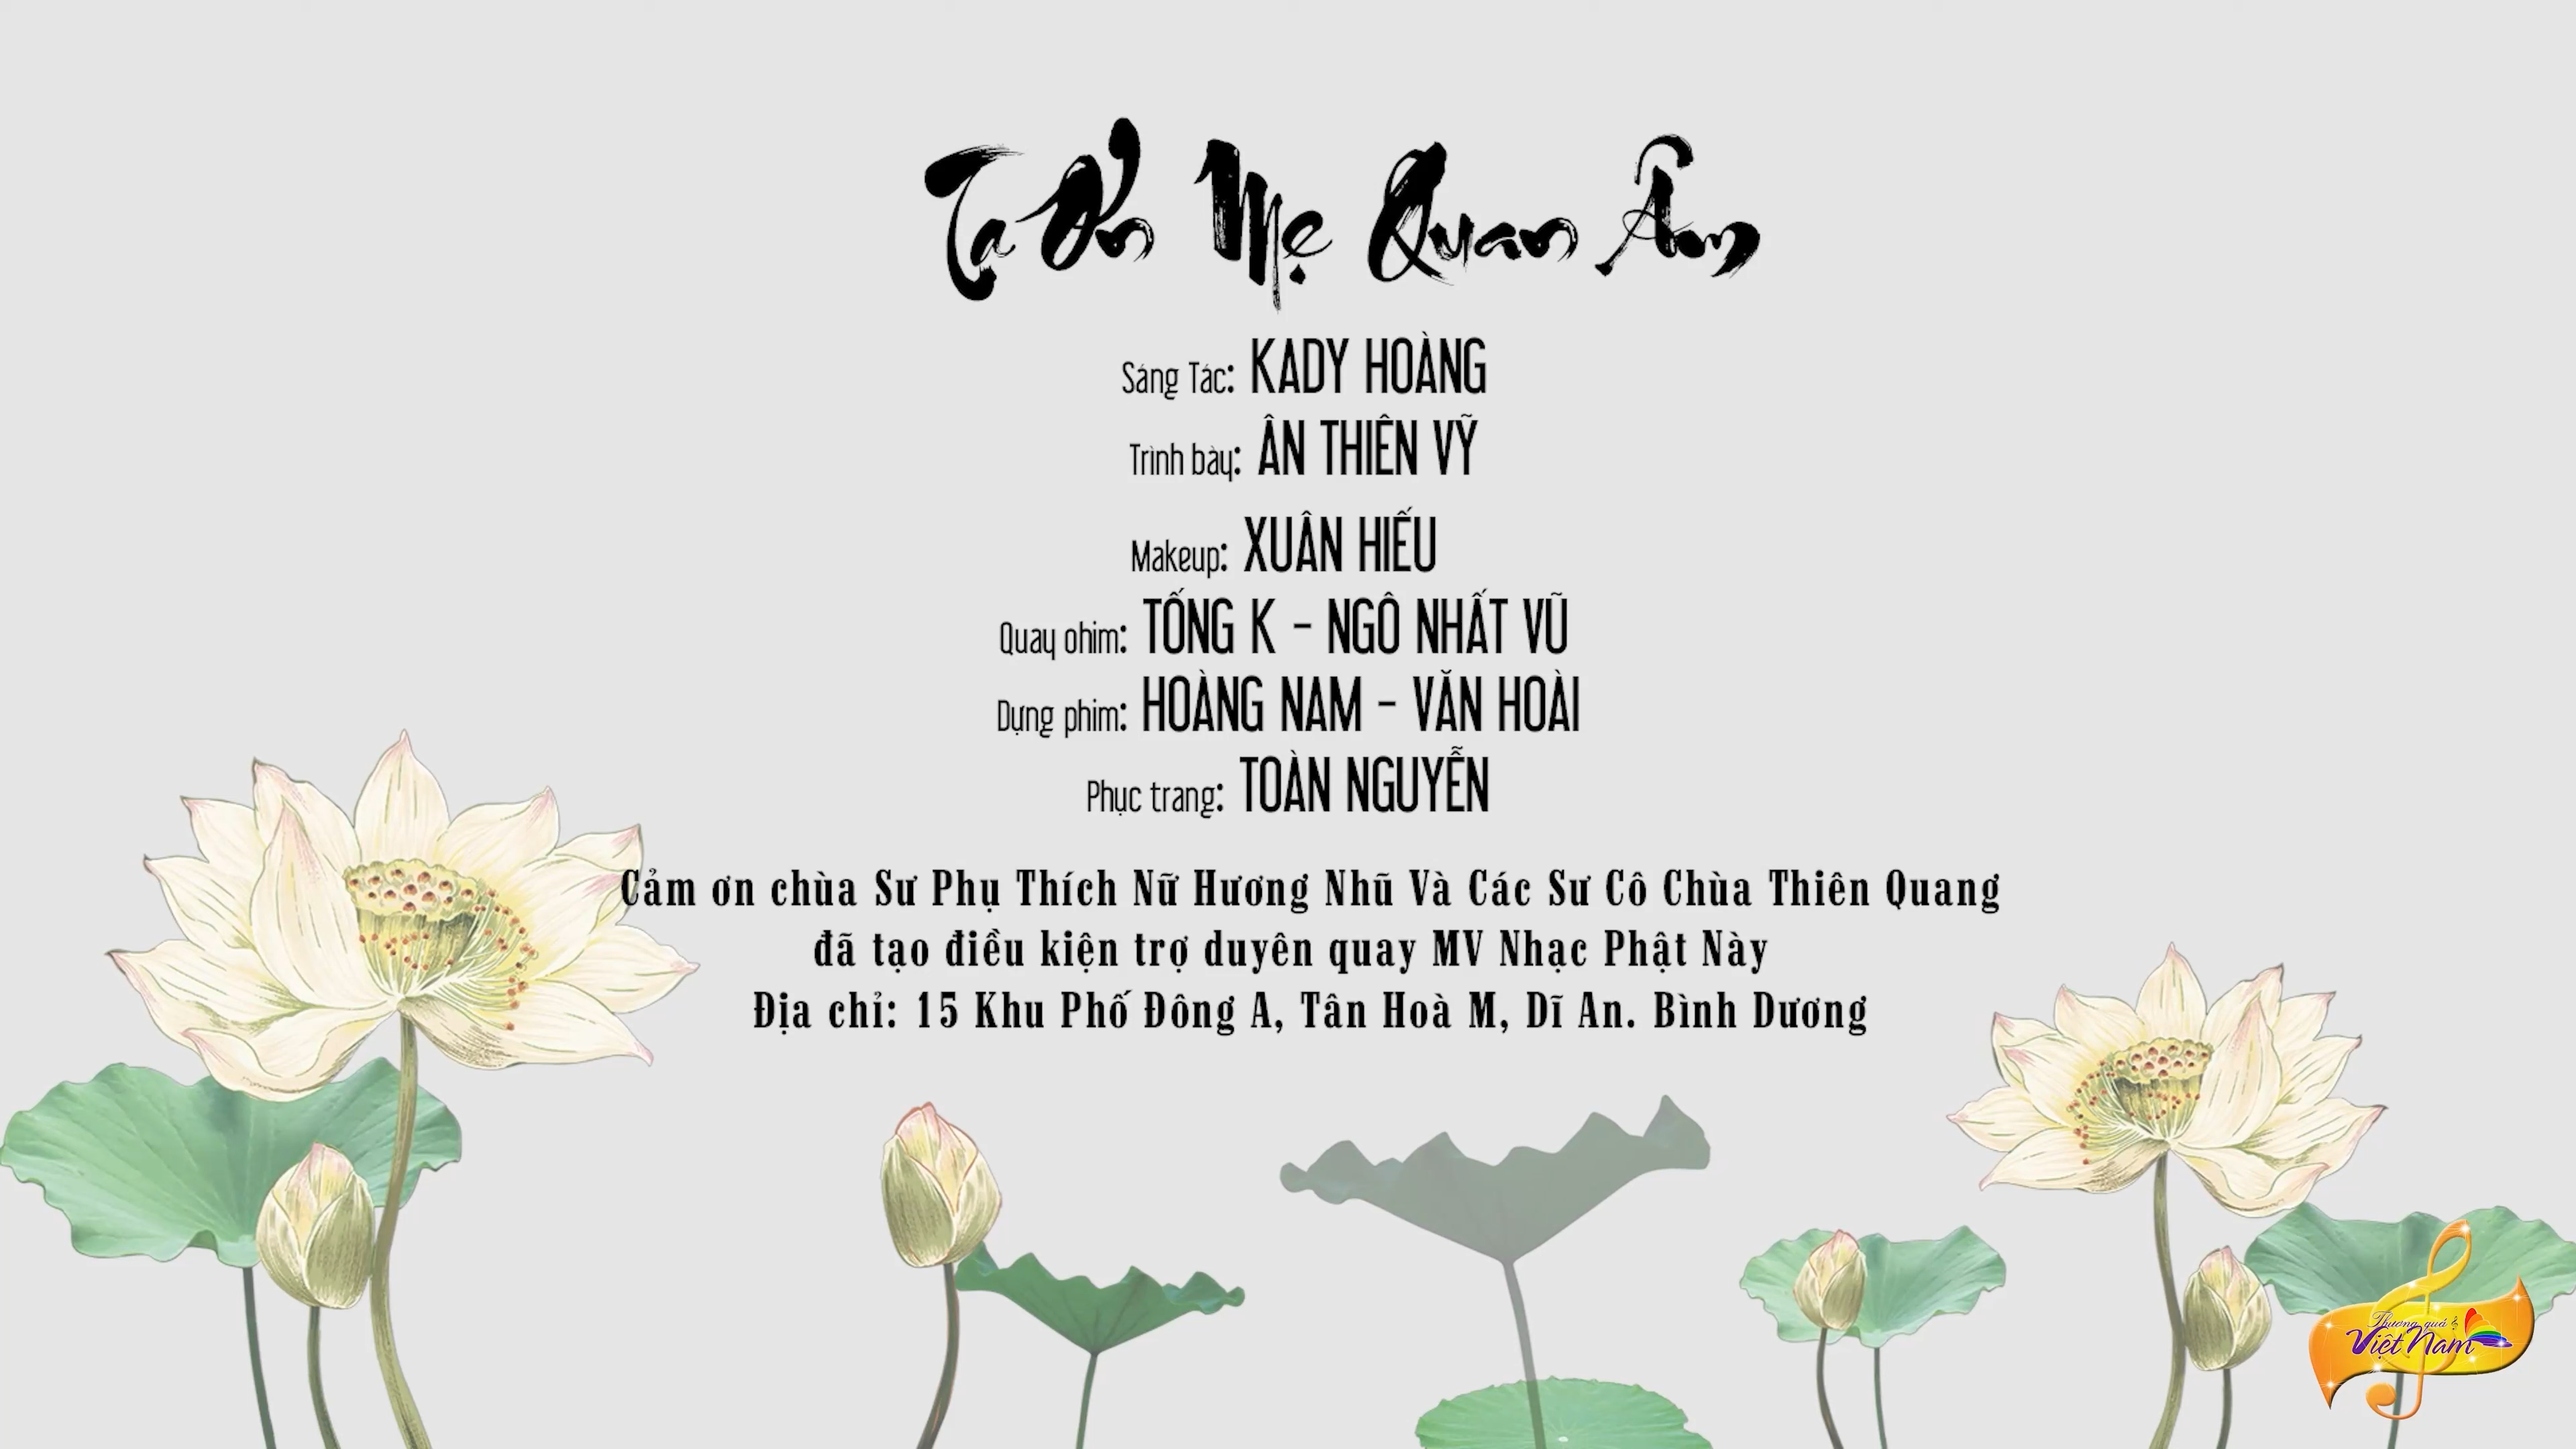 Tạ Ơn Mẹ Quan Âm
Sáng Tác: KADY HOÀNG
Trình bày: ÂN THIÊN VỸ
Makeup: XUÂN HIẾU
Quay ohim: TỐNG K - NGÔ NHẤT VŨ
Dựng phim: HOÀNG NAM - VĂN HOÀI
Phục trang: TOÀN NGUYỄN
Cảm ơn chùa Sư Phụ Thích Nữ Hương Nhũ Và Các Sư Cô Chùa Thiên Quang
đã tạo điều kiện trợ duyên quay MV Nhạc Phật Này
Địa chỉ: 15 Khu Phố Đông A, Tân Hoà M, Dĩ An. Bình Dương
Thương quá
Việt Nam